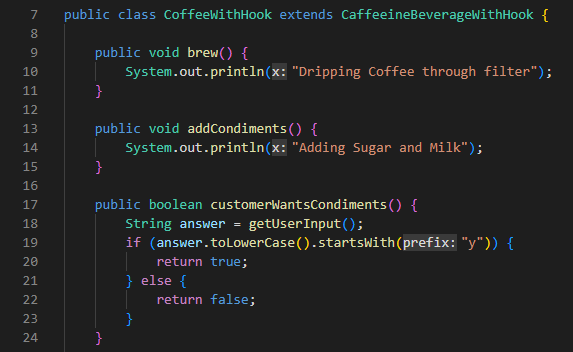 7 public class CoffeeWithHook extends CaffeineBeverageWithHook {
8
9 public void brew() {
10 System.out.println(x: "Dripping Coffee through filter");
11 }
12
13 public void addCondiments() {
14 System.out.println(x: "Adding Sugar and Milk");
15 }
16
17 public boolean customerWantsCondiments() {
18 String answer = getUserInput();
19 if (answer.toLowerCase().startsWith(prefix: "y")) {
20 return true;
21 } else {
22 return false;
23 }
24 }